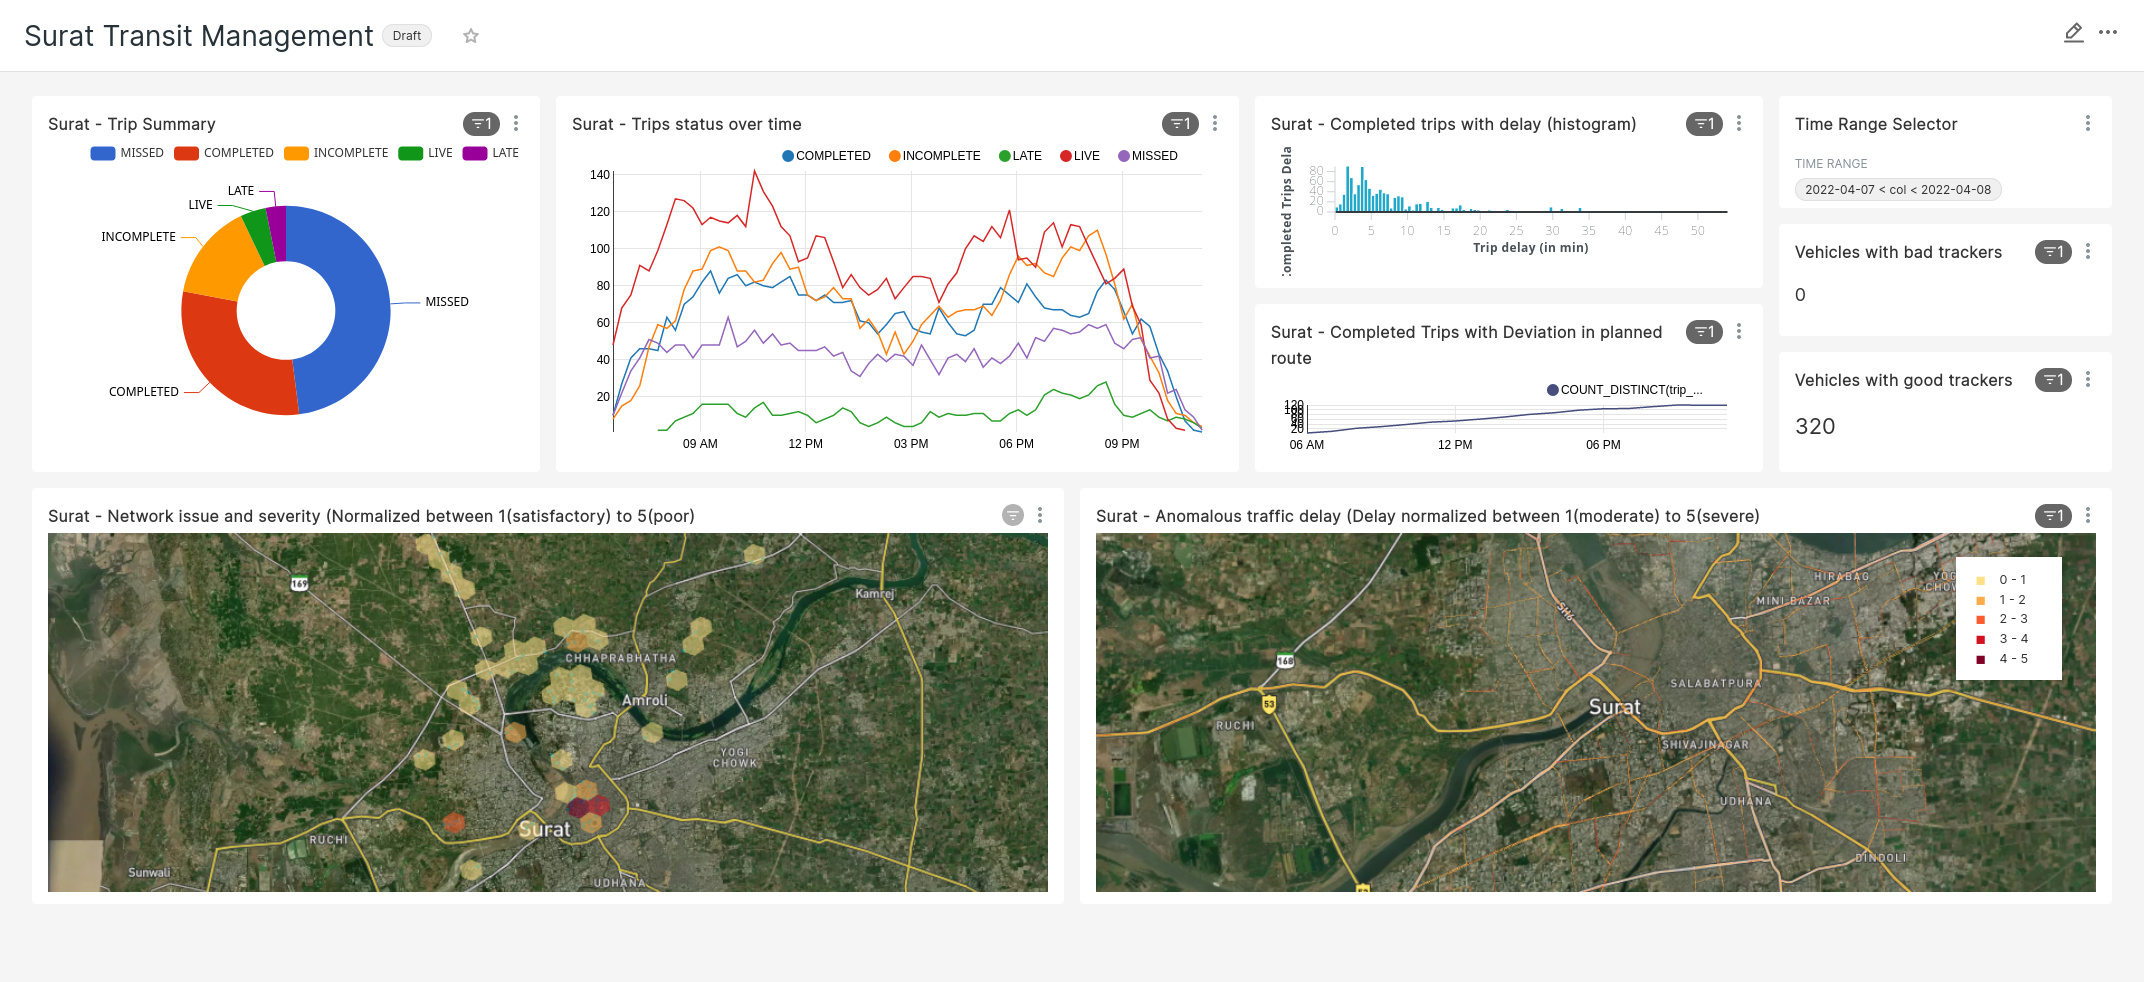 Surat Transit Management
Draft
Surat - Trip Summary
1
MISSED COMPLETED INCOMPLETE LIVE LATE
LATE
LIVE
INCOMPLETE
MISSED
COMPLETED
Surat - Trips status over time
1
COMPLETED INCOMPLETE LATE LIVE MISSED
140
120
100
80
60
40
20
09 AM 12 PM 03 PM 06 PM 09 PM
Surat - Completed trips with delay (histogram)
1
Completed Trips Dela
80
60
40
20
0
0 5 10 15 20 25 30 35 40 45 50
Trip delay (in min)
Surat - Completed Trips with Deviation in planned
route
1
COUNT_DISTINCT(trip_...
120
20
06 AM 12 PM 06 PM
Time Range Selector
TIME RANGE
2022-04-07 < col < 2022-04-08
Vehicles with bad trackers
1
0
Vehicles with good trackers
1
320
Surat - Network issue and severity (Normalized between 1(satisfactory) to 5(poor)
169
Kamrej
CHHAPRABHATHA
Amroli
YOGI
CHOWK
Surat
RUCHI
Sunwali
UDHANA
Surat - Anomalous traffic delay (Delay normalized between 1(moderate) to 5(severe)
1
HIRABAG
YOG
CHOW
MINI BAZAR
SH6
168
SALABATPURA
53
Surat
RUCHI
SHIVAJINAGAR
UDHANA
DINDOLI
0 - 1
1 - 2
2 - 3
3 - 4
4 - 5